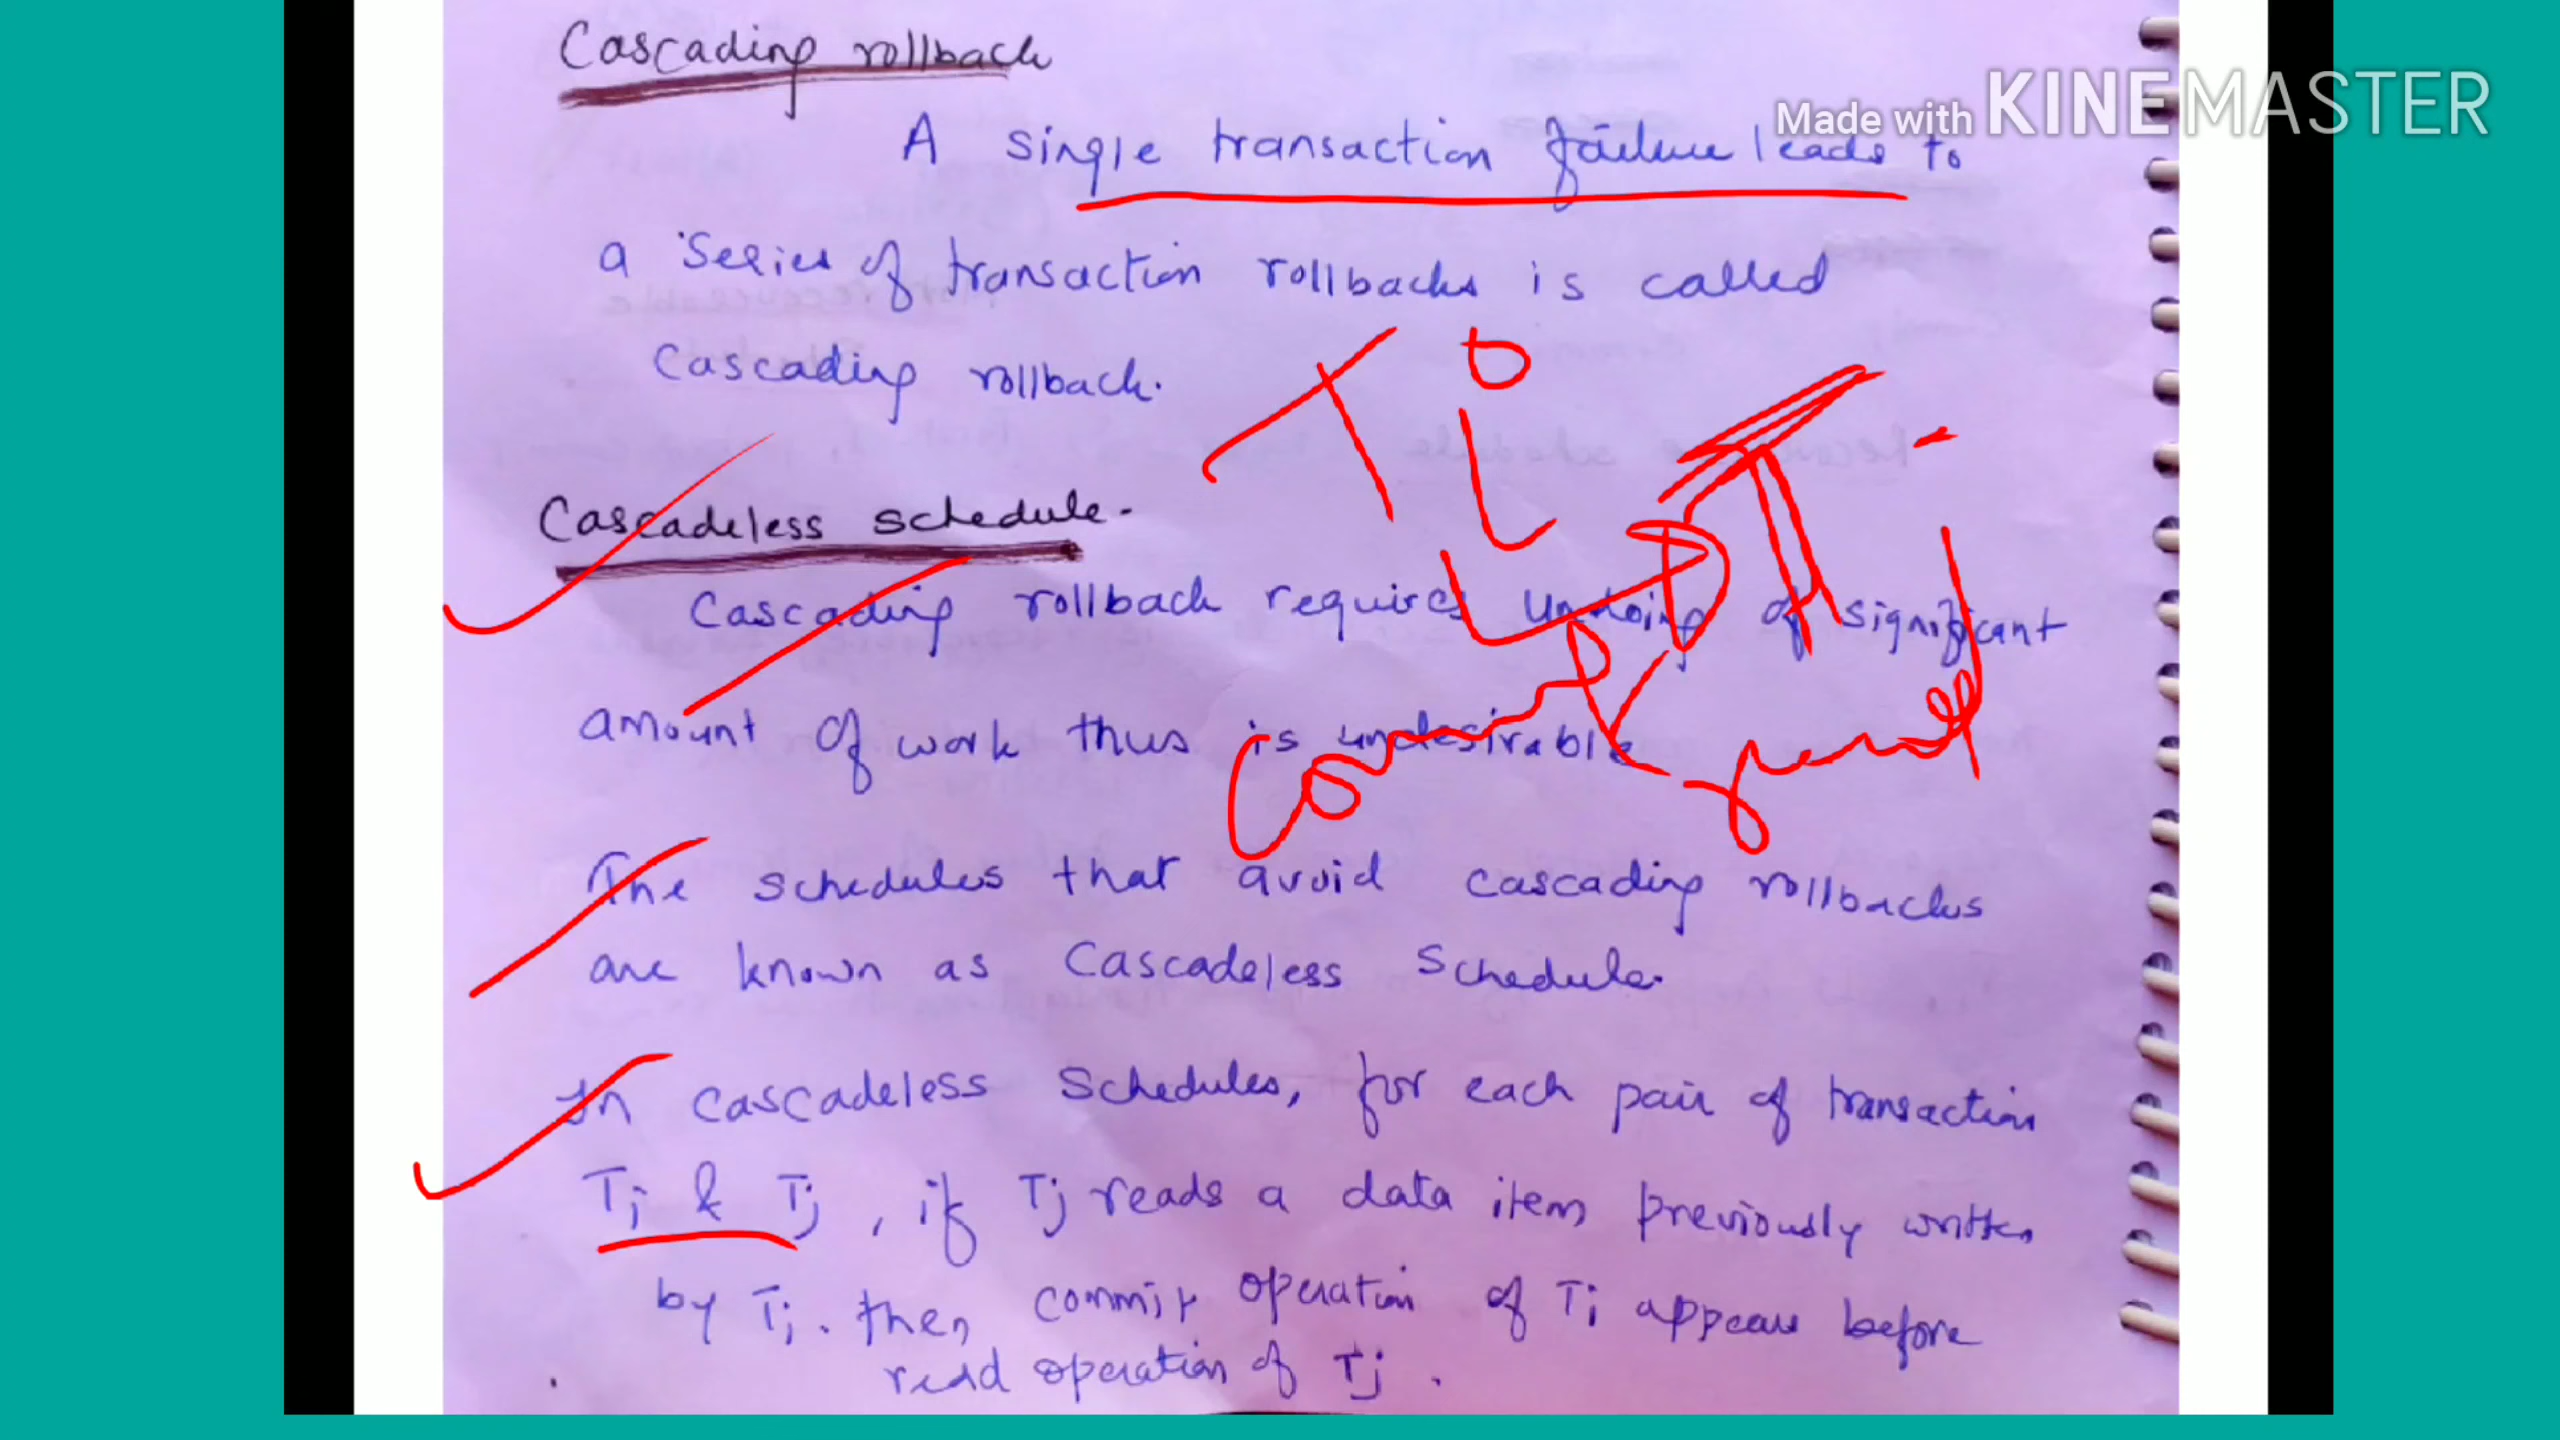 Cascading rollback
Made with KINEMASTER
A single transaction failure leads to
a Series of transaction rollbacks is called
Cascading rollback.
Ti Tj
Cascadeless schedule.
Cascading rollback requires undoing of significant
amount of work thus is undesirable
Commit read
The schedules that avoid cascading rollbacks
are known as Cascadeless Schedule.
In cascadeless schedules, for each pair of transaction
Ti & Tj, if Tj reads a data item previously written
by Ti. then commit operation of Ti appears before
read operation of Tj.